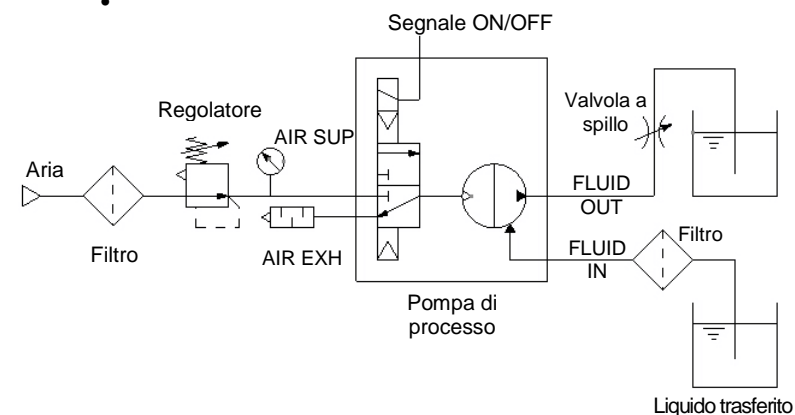 Segnale ON/OFF
Regolatore
AIR SUP
Valvola a
spillo
Aria
FLUID
OUT
Filtro
AIR EXH
FLUID
IN
Filtro
Pompa di
processo
Liquido trasferito